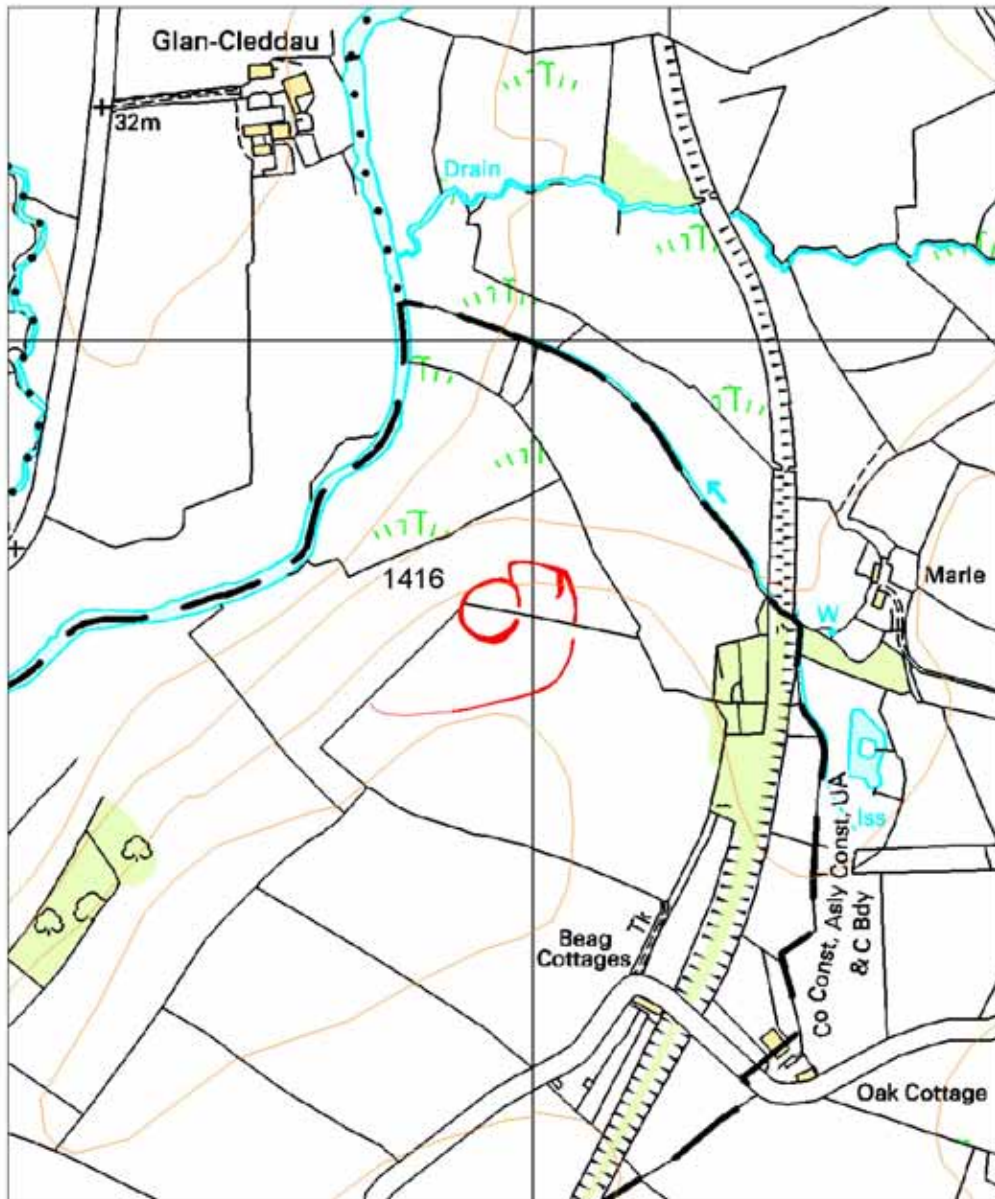 Glan-Cleddau
32m
Drain
1416
Marle
W
Iss
Co Const, Asly Const, UA
& C Bdy
Tk
Beag
Cottages
Oak Cottage